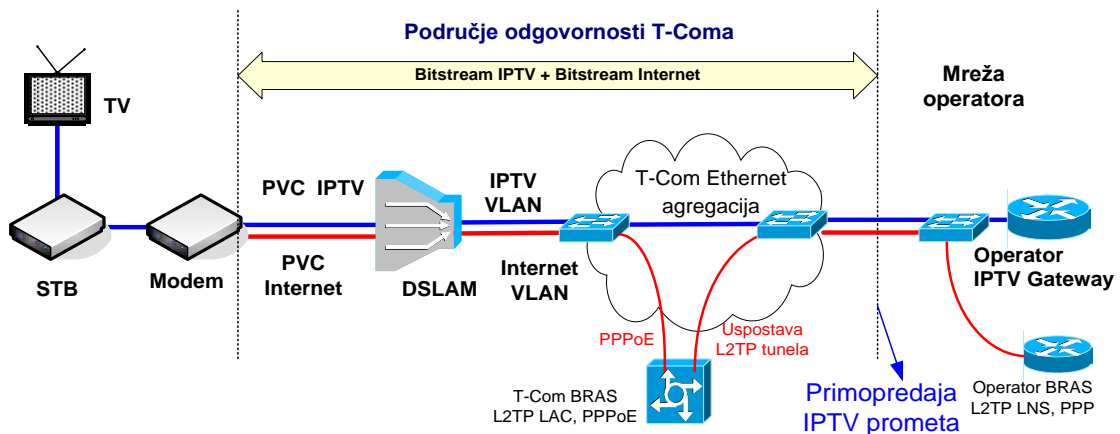 Područje odgovornosti T-Coma
Bitstream IPTV + Bitstream Internet
Mreža
operatora
TV
PVC IPTV
IPTV
VLAN
T-Com Ethernet
agregacija
STB
Modem
PVC
Internet
DSLAM
Internet
VLAN
Operator
IPTV Gateway
PPPoE
Uspostava
L2TP tunela
T-Com BRAS
L2TP LAC, PPPoE
Primopredaja
IPTV prometa
Operator BRAS
L2TP LNS, PPP